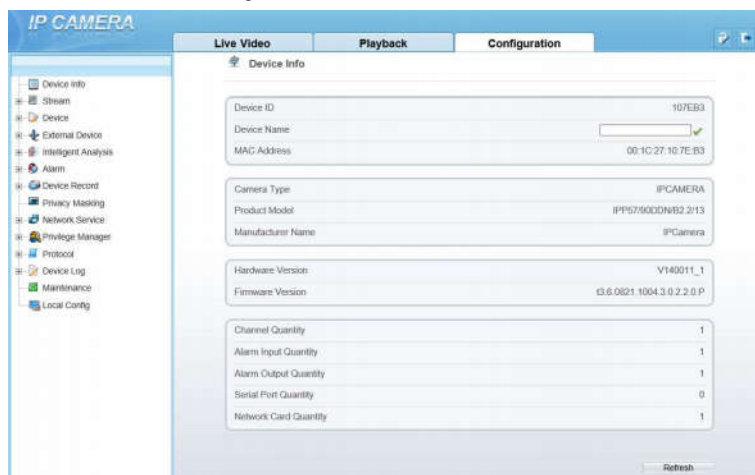 IP CAMERA
Live Video Playback Configuration
Device Info
Device Info
Stream
Device
External Device
Intelligent Analysis
Alarm
Device Record
Privacy Masking
Network Service
Privilege Manager
Protocol
Device Log
Maintenance
Local Config
Device ID 107EB3
Device Name
MAC Address 00:1C:27:10:7E:B3
Camera Type IPCAMERA
Product Model IPP57/90DDN/B2.2/13
Manufacturer Name IPCamera
Hardware Version V140011_1
Firmware Version t3.6.0821.1004.3.0.2.2.0.P
Channel Quantity 1
Alarm Input Quantity 1
Alarm Output Quantity 1
Serial Port Quantity 0
Network Card Quantity 1
Refresh